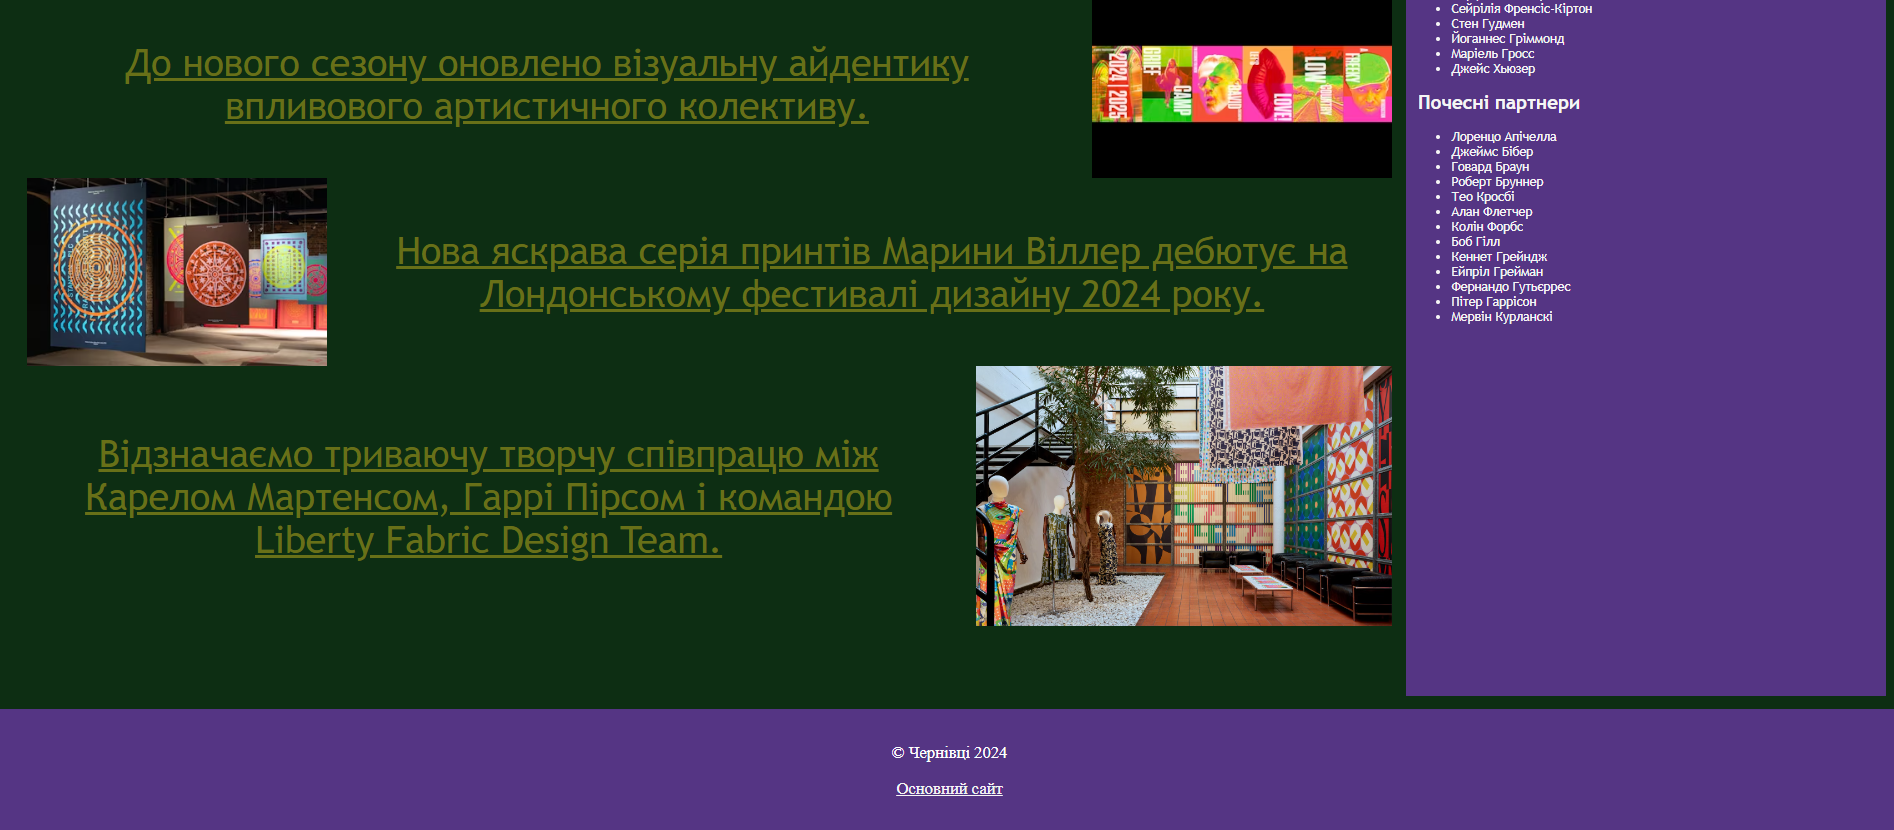 До нового сезону оновлено візуальну айдентику
впливового артистичного колективу.
2024 | 2025
GRIEF
CAMP
DAVID
LOVE!
LOW
COUNTRY
Нова яскрава серія принтів Марини Віллер дебютує на
Лондонському фестивалі дизайну 2024 року.
Відзначаємо триваючу творчу співпрацю між
Карелом Мартенсом, Гаррі Пірсом і командою
Liberty Fabric Design Team.
Сейрілія Френсіс-Кіртон
Стен Гудмен
Йоганнес Гріммонд
Маріель Гросс
Джейс Хьюзер
Почесні партнери
Лоренцо Апічелла
Джеймс Бібер
Говард Браун
Роберт Бруннер
Тео Кросбі
Алан Флетчер
Колін Форбс
Боб Гілл
Кеннет Грейндж
Ейпріл Грейман
Фернандо Гутьєррес
Пітер Гаррісон
Мервін Курланскі
© Чернівці 2024
Основний сайт